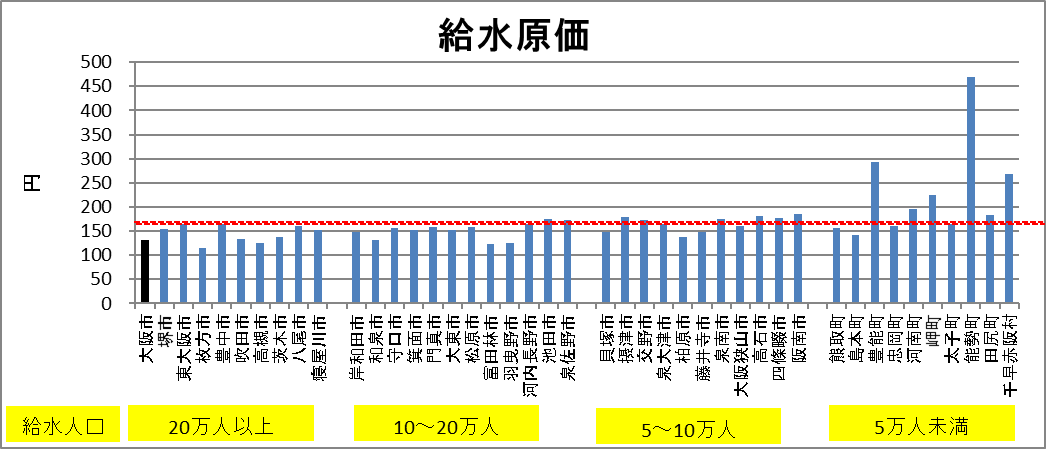 給水原価
500
450
400
350
300
250
200
150
100
50
0
円
大阪市
堺市
東大阪市
枚方市
豊中市
吹田市
高槻市
茨木市
八尾市
寝屋川市
岸和田市
和泉市
守口市
箕面市
門真市
大東市
松原市
富田林市
羽曳野市
河内長野市
池田市
泉佐野市
貝塚市
摂津市
交野市
泉大津市
柏原市
藤井寺市
泉南市
大阪狭山市
高石市
四條畷市
阪南市
熊取町
島本町
豊能町
忠岡町
河南町
岬町
太子町
能勢町
田尻町
千早赤阪村
給水人口
20万人以上
10～20万人
5～10万人
5万人未満